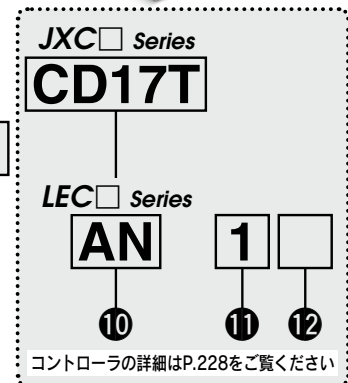 JXC□ Series
CD17T
LEC□ Series
AN 1
⑩ ⑪ ⑫
コントローラの詳細はP.228をご覧ください